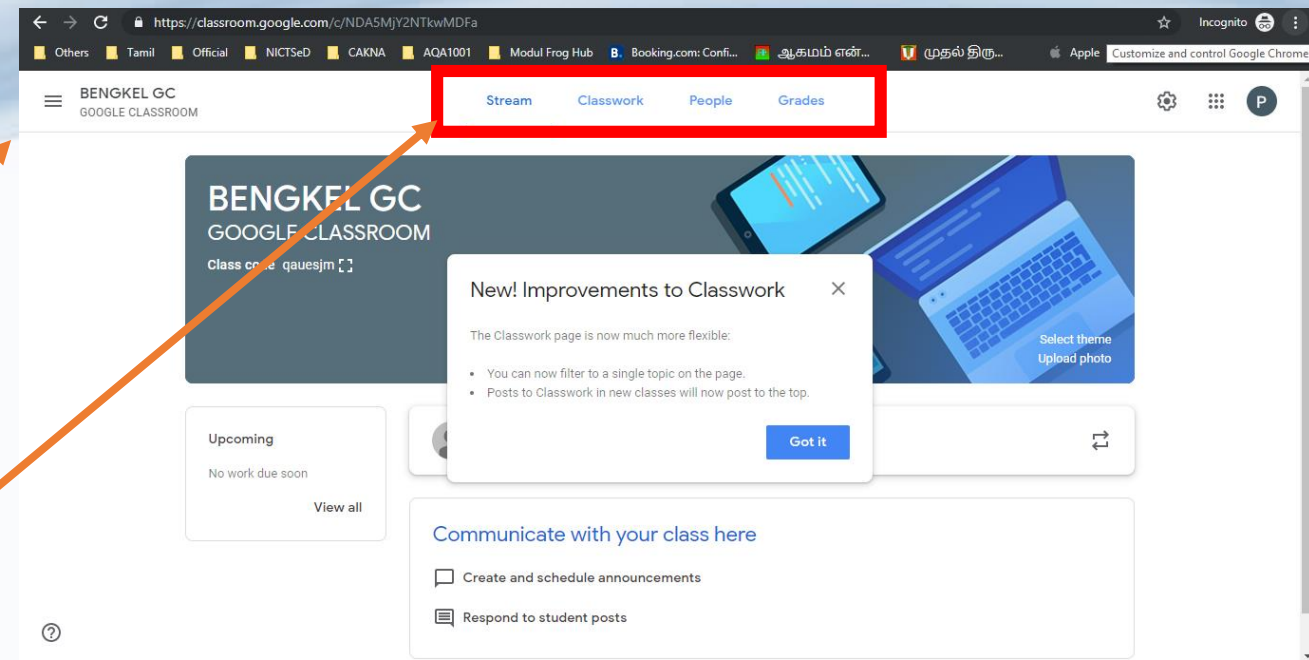 https://classroom.google.com/c/NDA5MjY2NTkwMDFa
Incognito
Others Tamil Official NICTSeD CAKNA AQA1001 Modul Frog Hub B. Booking.com: Confi... ஆகமம் என்... முதல் திரு... Apple
Customize and control Google Chrome
BENGKEL GC
GOOGLE CLASSROOM
Stream Classwork People Grades
P
BENGKEL GC
GOOGLE CLASSROOM
Class code qauesjm
New! Improvements to Classwork
The Classwork page is now much more flexible:
• You can now filter to a single topic on the page.
• Posts to Classwork in new classes will now post to the top.
Got it
Select theme
Upload photo
Upcoming
No work due soon
View all
Communicate with your class here
Create and schedule announcements
Respond to student posts